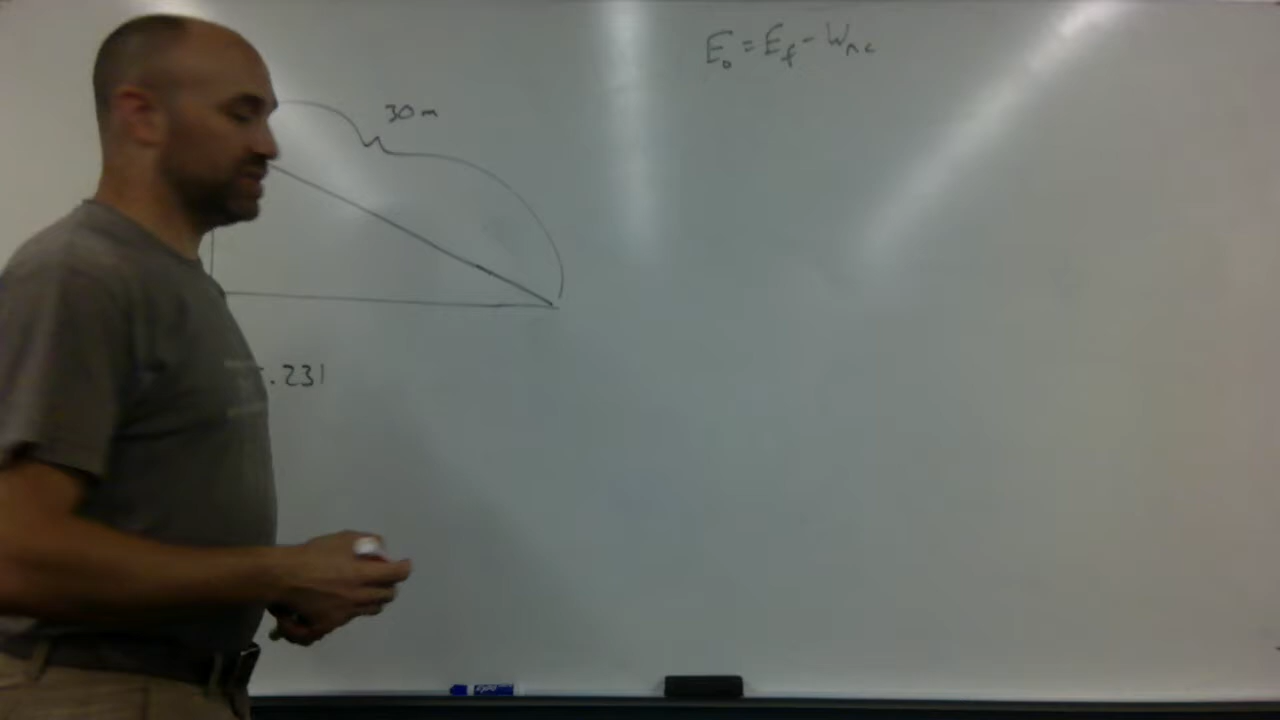 E₀ = E_f - W_nc
30 m
.231